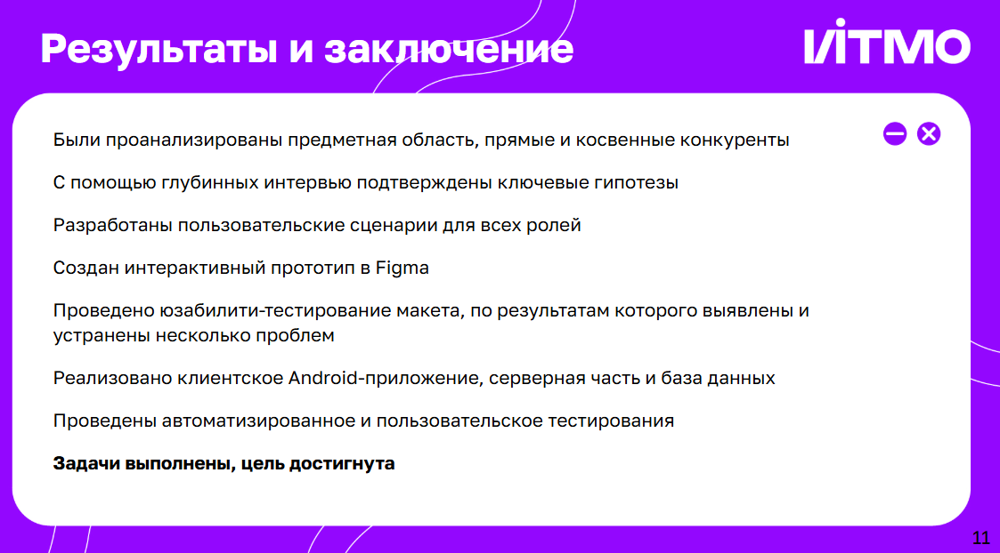 Результаты и заключение
ИТМО
Были проанализированы предметная область, прямые и косвенные конкуренты
С помощью глубинных интервью подтверждены ключевые гипотезы
Разработаны пользовательские сценарии для всех ролей
Создан интерактивный прототип в Figma
Проведено юзабилити-тестирование макета, по результатам которого выявлены и
устранены несколько проблем
Реализовано клиентское Android-приложение, серверная часть и база данных
Проведены автоматизированное и пользовательское тестирования
Задачи выполнены, цель достигнута
11